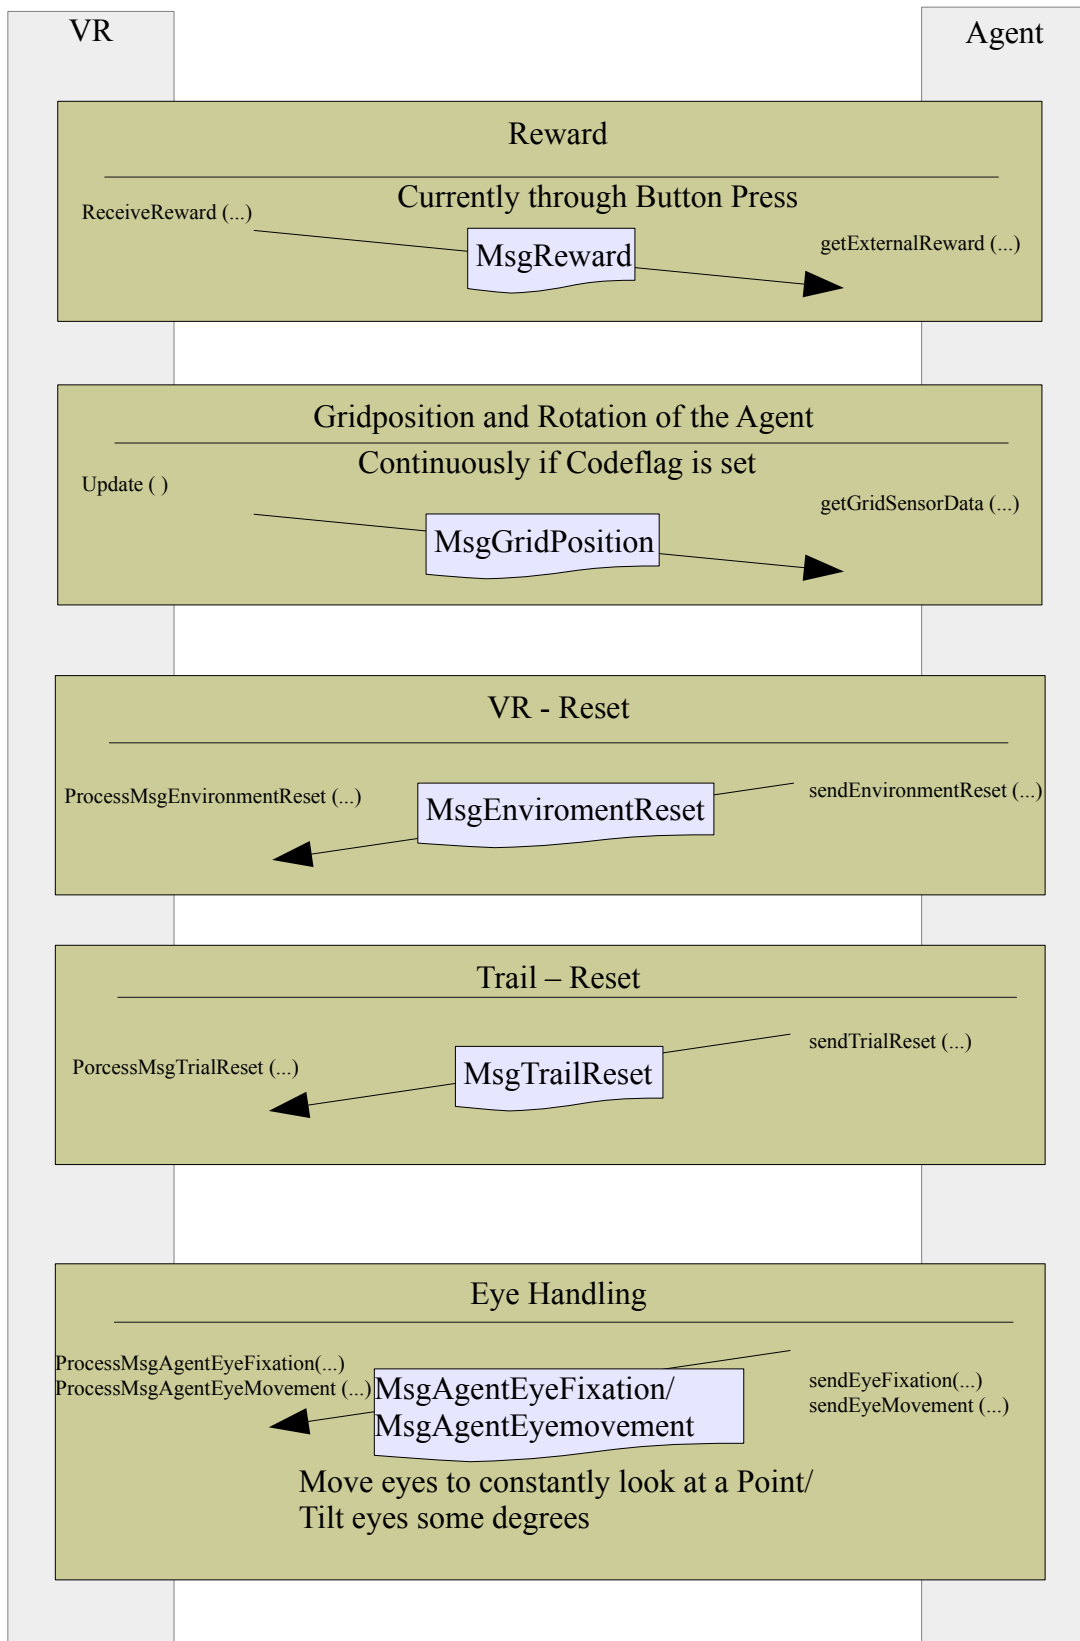 VR
Agent
Reward
Currently through Button Press
ReceiveReward (...)
getExternalReward (...)
MsgReward
Gridposition and Rotation of the Agent
Continuously if Codeflag is set
Update ( )
getGridSensorData (...)
MsgGridPosition
VR - Reset
ProcessMsgEnvironmentReset (...)
sendEnvironmentReset (...)
MsgEnviromentReset
Trail – Reset
sendTrialReset (...)
PorcessMsgTrialReset (...)
MsgTrailReset
Eye Handling
ProcessMsgAgentEyeFixation(...)
ProcessMsgAgentEyeMovement (...)
MsgAgentEyeFixation/
MsgAgentEyemovement
sendEyeFixation(...)
sendEyeMovement (...)
Move eyes to constantly look at a Point/
Tilt eyes some degrees